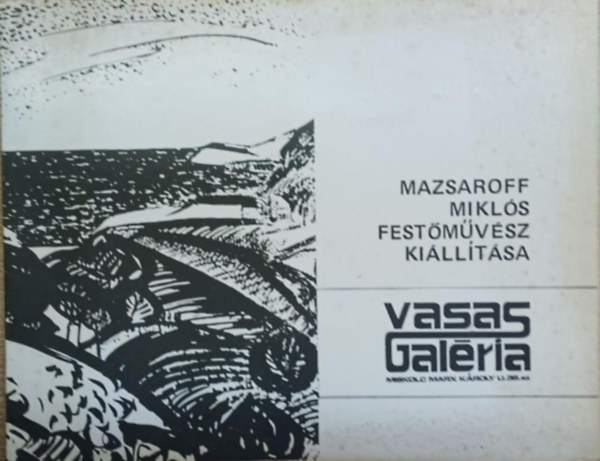 MAZSAROFF
MIKLÓS
FESTŐMŰVÉSZ
KIÁLLÍTÁSA
vasas
Galéria
MISKOLC MARX KÁROLY U.